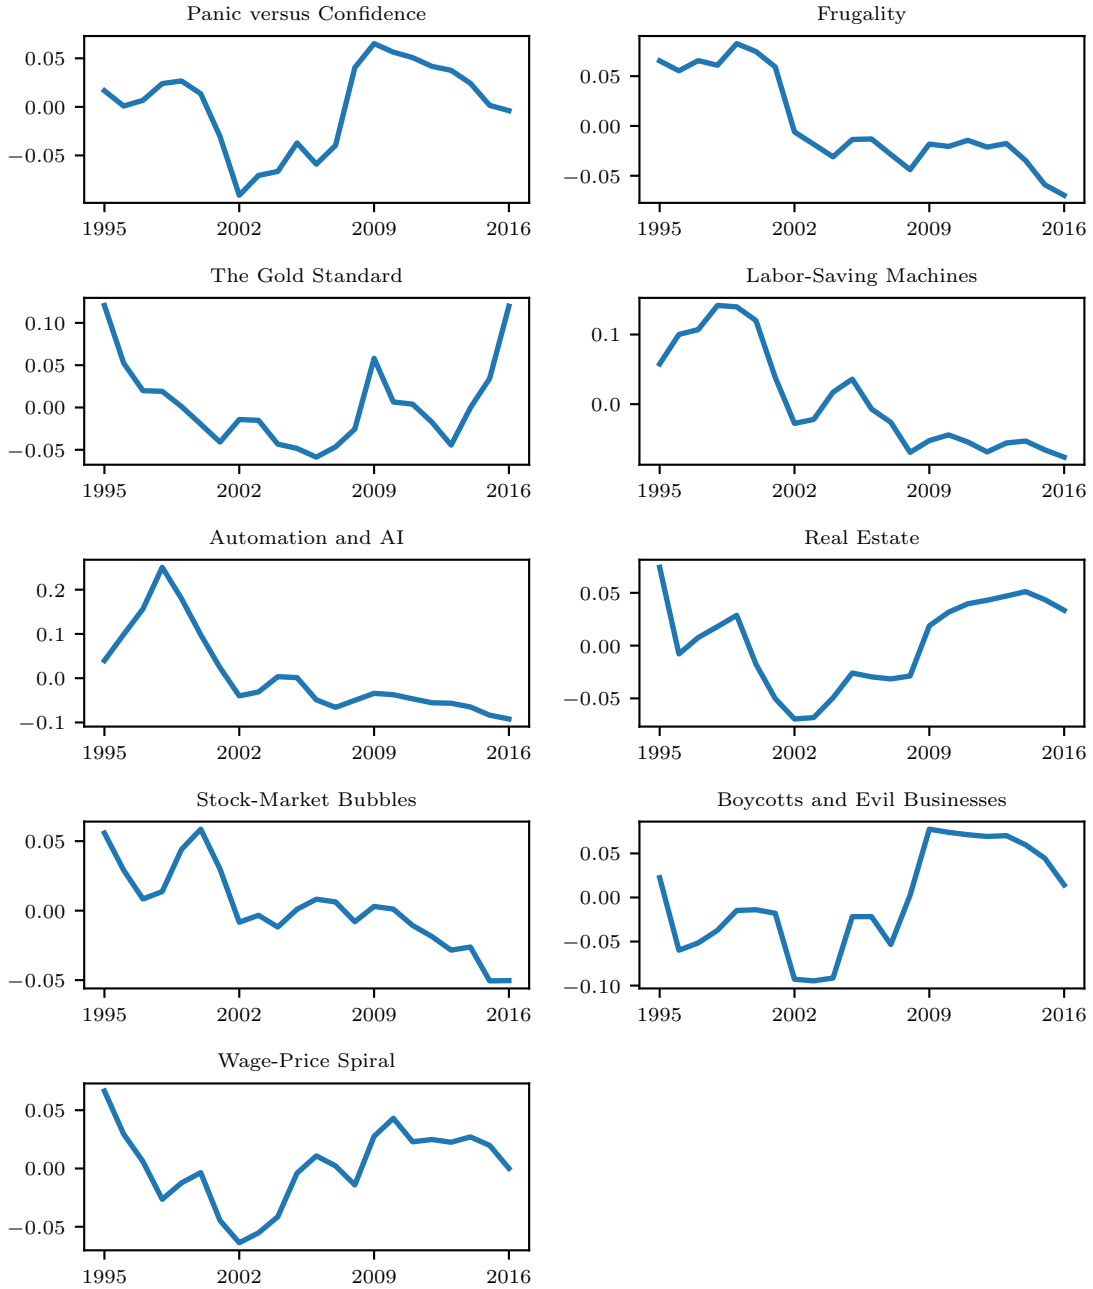 Panic versus Confidence
0.05
0.00
−0.05
1995 2002 2009 2016
Frugality
0.05
0.00
−0.05
1995 2002 2009 2016
The Gold Standard
0.10
0.05
0.00
−0.05
1995 2002 2009 2016
Labor-Saving Machines
0.1
0.0
1995 2002 2009 2016
Automation and AI
0.2
0.1
0.0
−0.1
1995 2002 2009 2016
Real Estate
0.05
0.00
−0.05
1995 2002 2009 2016
Stock-Market Bubbles
0.05
0.00
−0.05
1995 2002 2009 2016
Boycotts and Evil Businesses
0.05
0.00
−0.05
−0.10
1995 2002 2009 2016
Wage-Price Spiral
0.05
0.00
−0.05
1995 2002 2009 2016